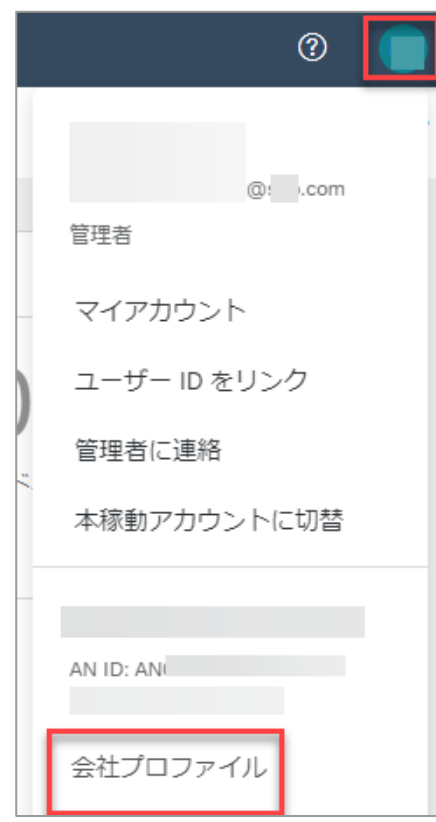 @s .com
管理者
マイアカウント
ユーザー ID をリンク
管理者に連絡
本稼動アカウントに切替
AN ID: AN
会社プロファイル